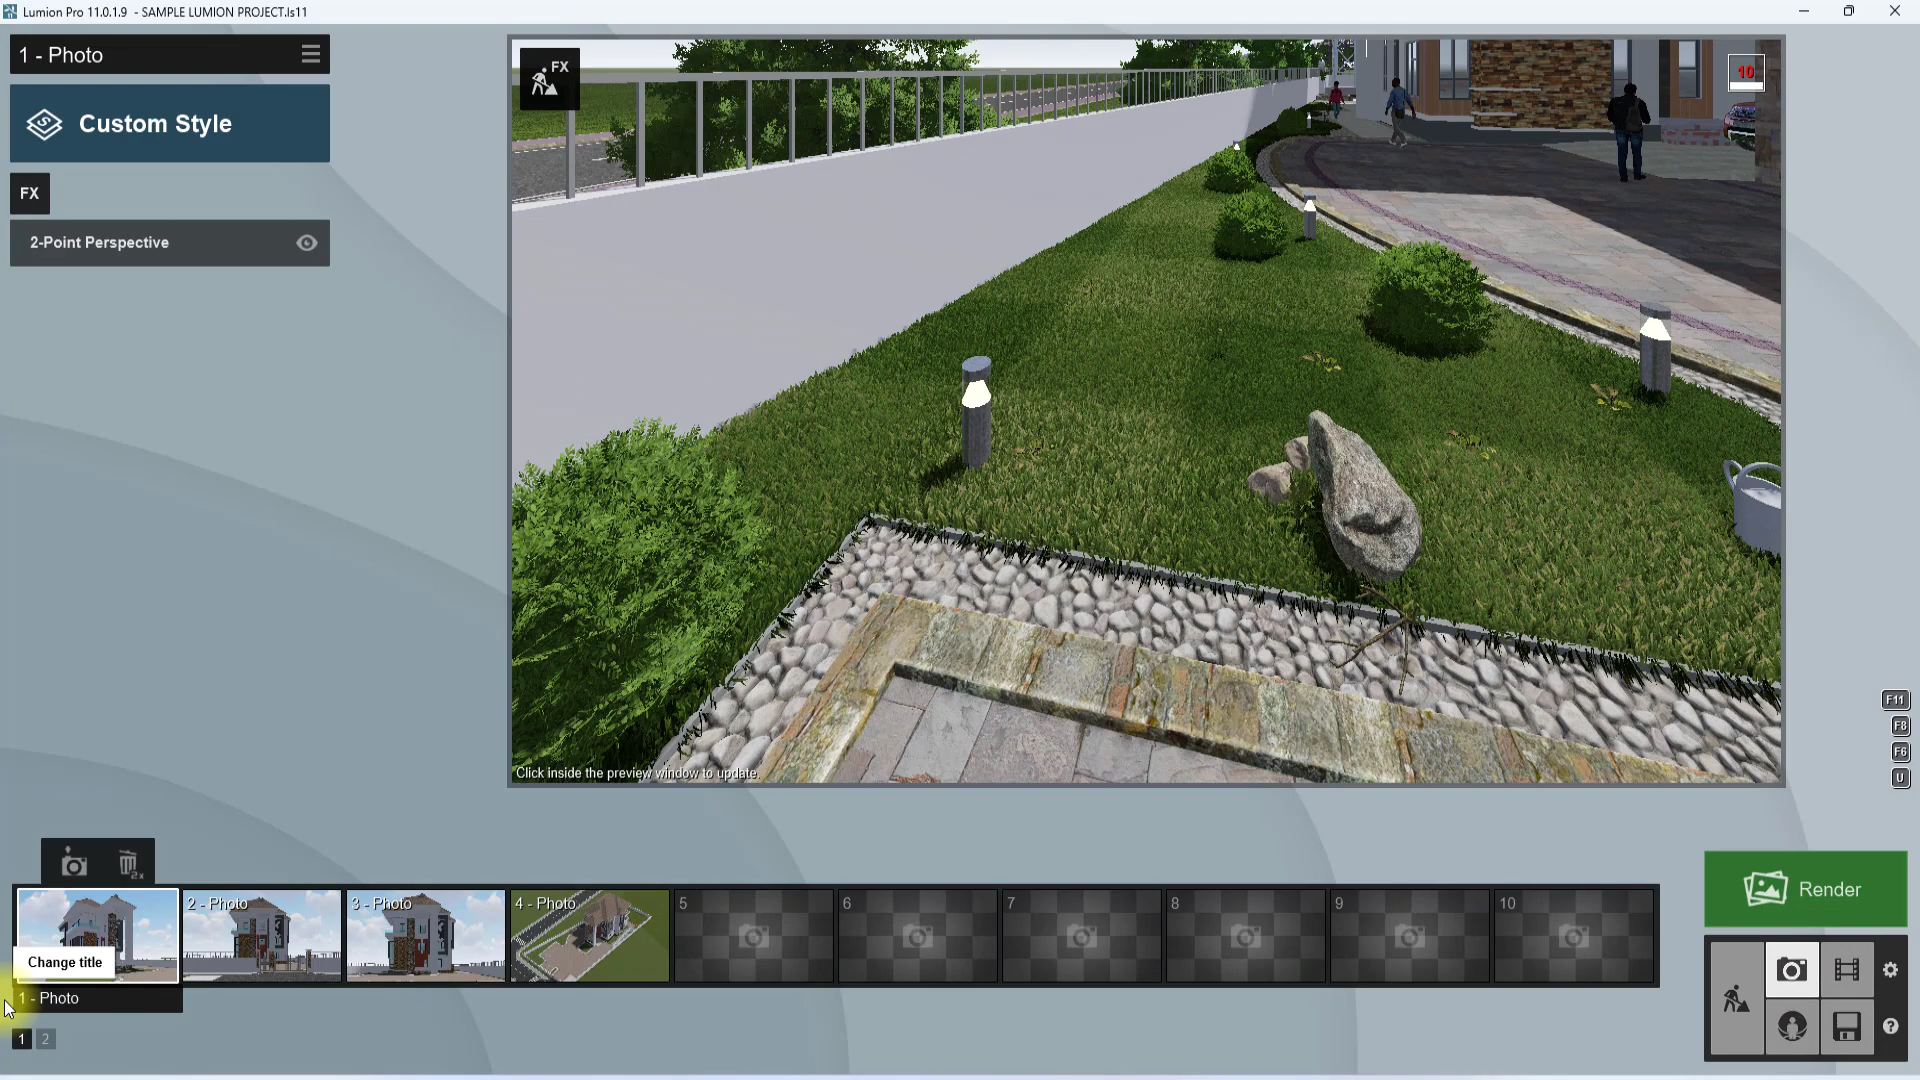 Lumion Pro 11.0.1.9 - SAMPLE LUMION PROJECT.ls11
1 - Photo
Custom Style
FX
2-Point Perspective
FX
10
Click inside the preview window to update.
F11
F8
F6
U
2x
2 - Photo
3 - Photo
4 - Photo
5
6
7
8
9
10
Change title
1 - Photo
1
2
Render
?